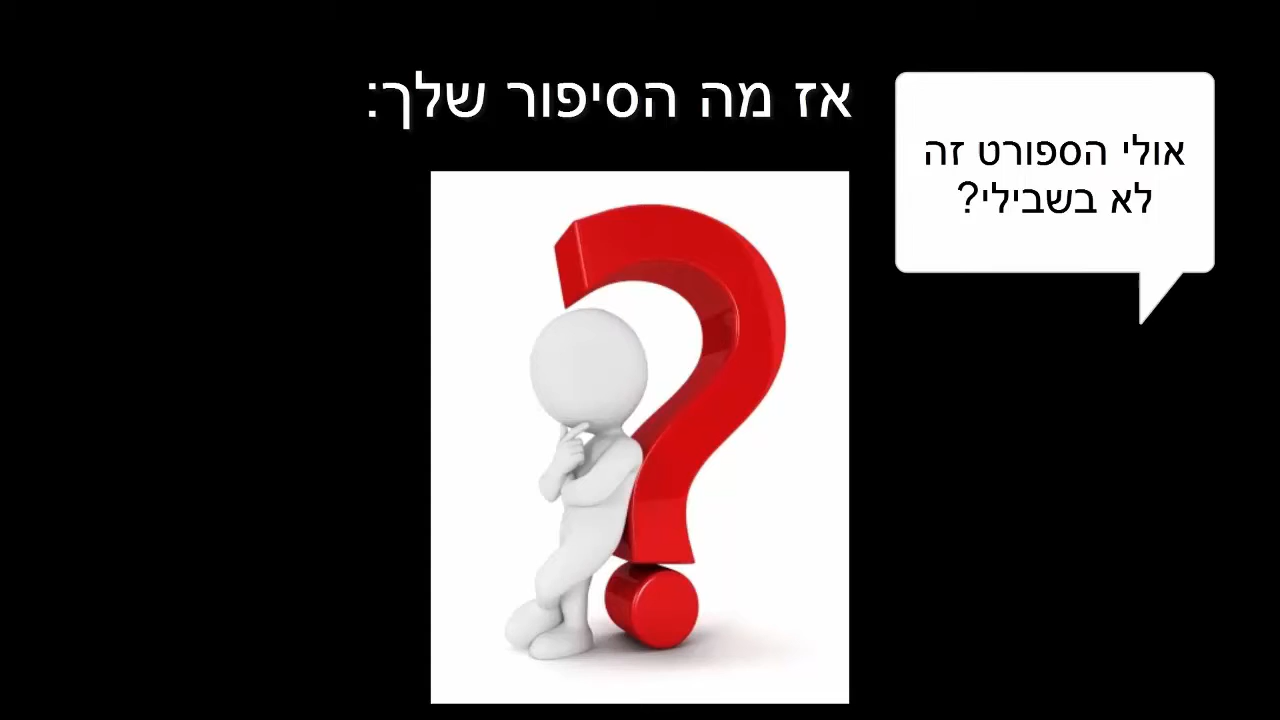 אז מה הסיפור שלך:
אולי הספורט זה
לא בשבילי?